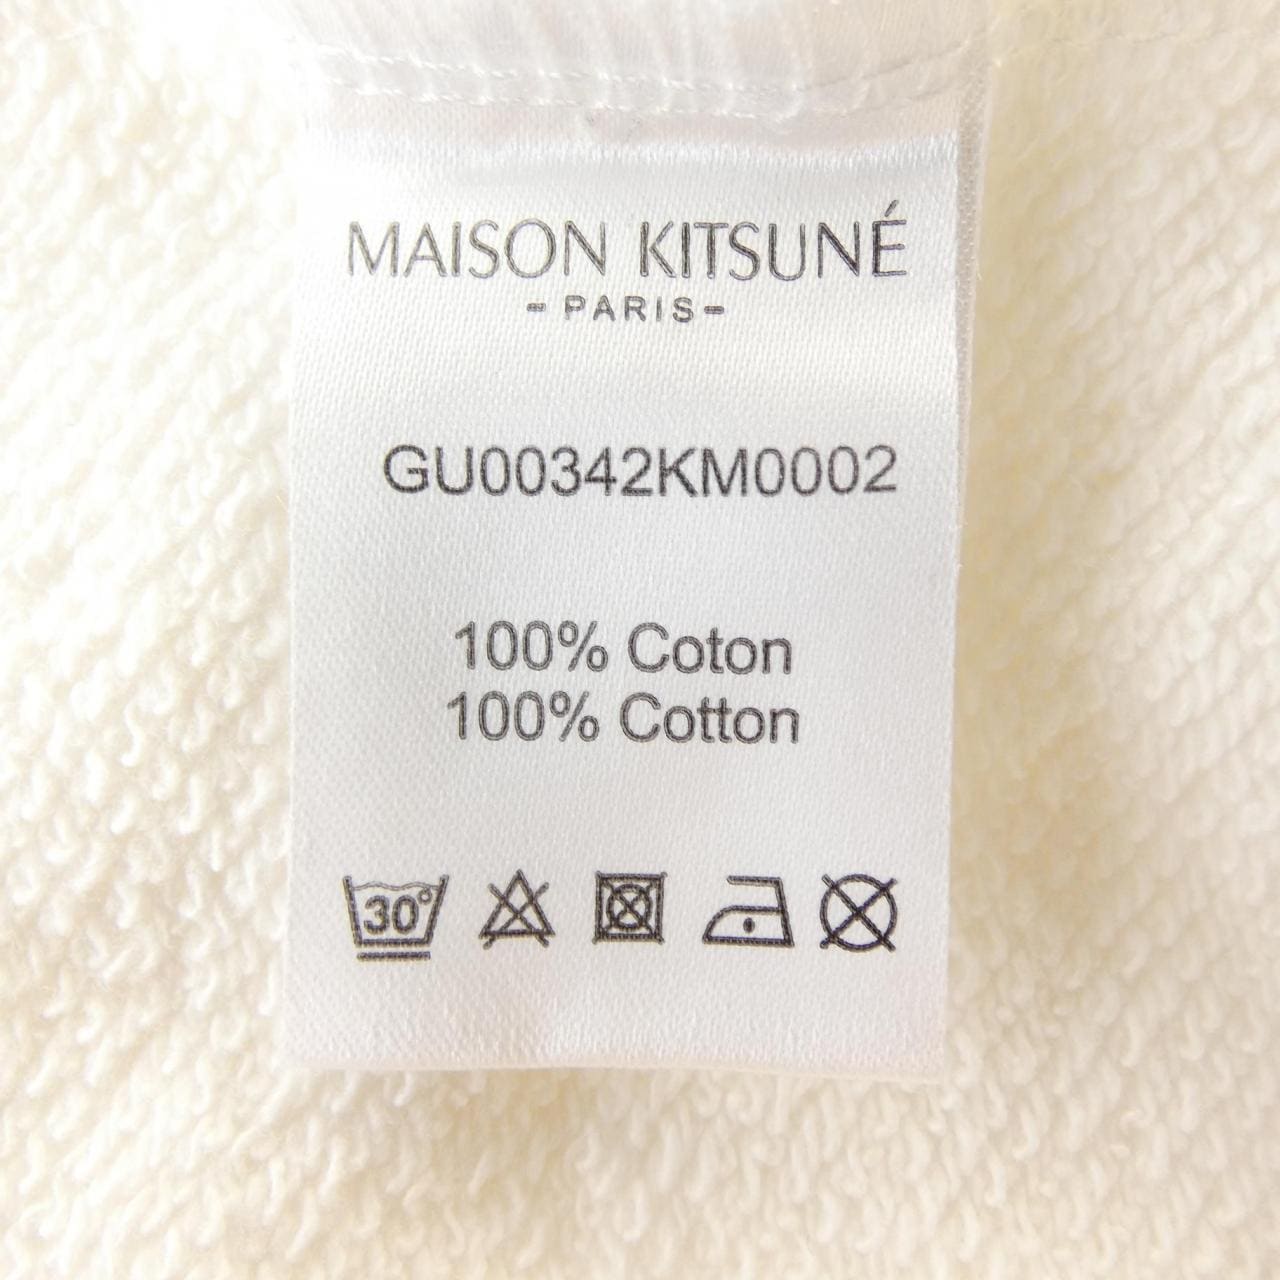 MAISON KITSUNÉ
-PARIS-
GU00342KM0002
100% Coton
100% Cotton
30°